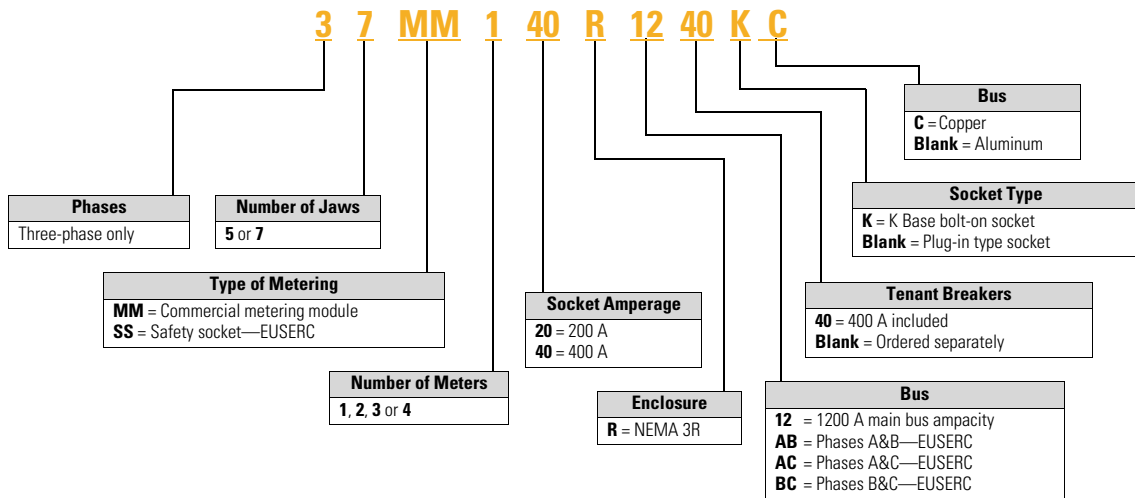 3 7 MM 1 40 R 12 40 K C
Bus
C = Copper
Blank = Aluminum
Socket Type
K = K Base bolt-on socket
Blank = Plug-in type socket
Phases
Three-phase only
Number of Jaws
5 or 7
Type of Metering
MM = Commercial metering module
SS = Safety socket—EUSERC
Socket Amperage
20 = 200 A
40 = 400 A
Tenant Breakers
40 = 400 A included
Blank = Ordered separately
Number of Meters
1, 2, 3 or 4
Enclosure
R = NEMA 3R
Bus
12 = 1200 A main bus ampacity
AB = Phases A&B—EUSERC
AC = Phases A&C—EUSERC
BC = Phases B&C—EUSERC